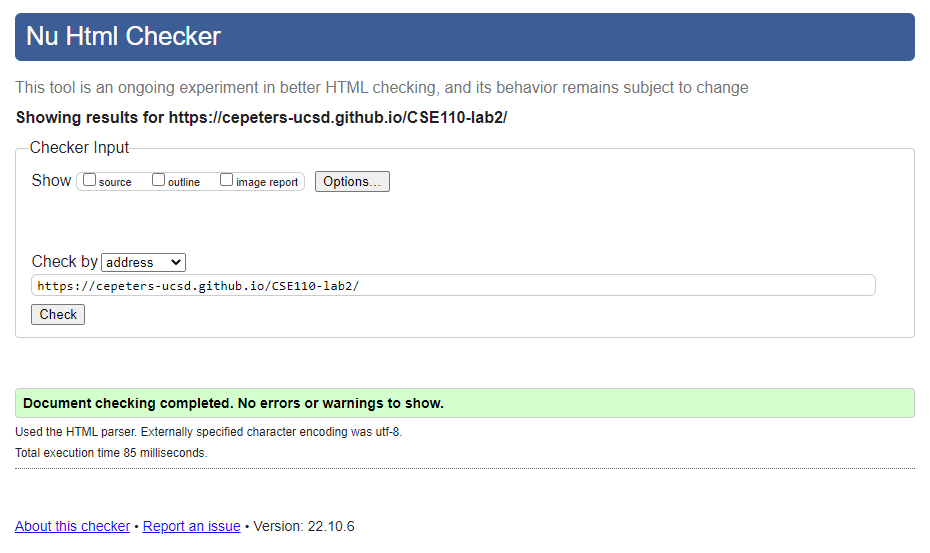 Nu Html Checker
This tool is an ongoing experiment in better HTML checking, and its behavior remains subject to change
Showing results for https://cepeters-ucsd.github.io/CSE110-lab2/
Checker Input
Show source outline image report Options...
Check by address
https://cepeters-ucsd.github.io/CSE110-lab2/
Check
Document checking completed. No errors or warnings to show.
Used the HTML parser. Externally specified character encoding was utf-8.
Total execution time 85 milliseconds.
About this checker • Report an issue • Version: 22.10.6